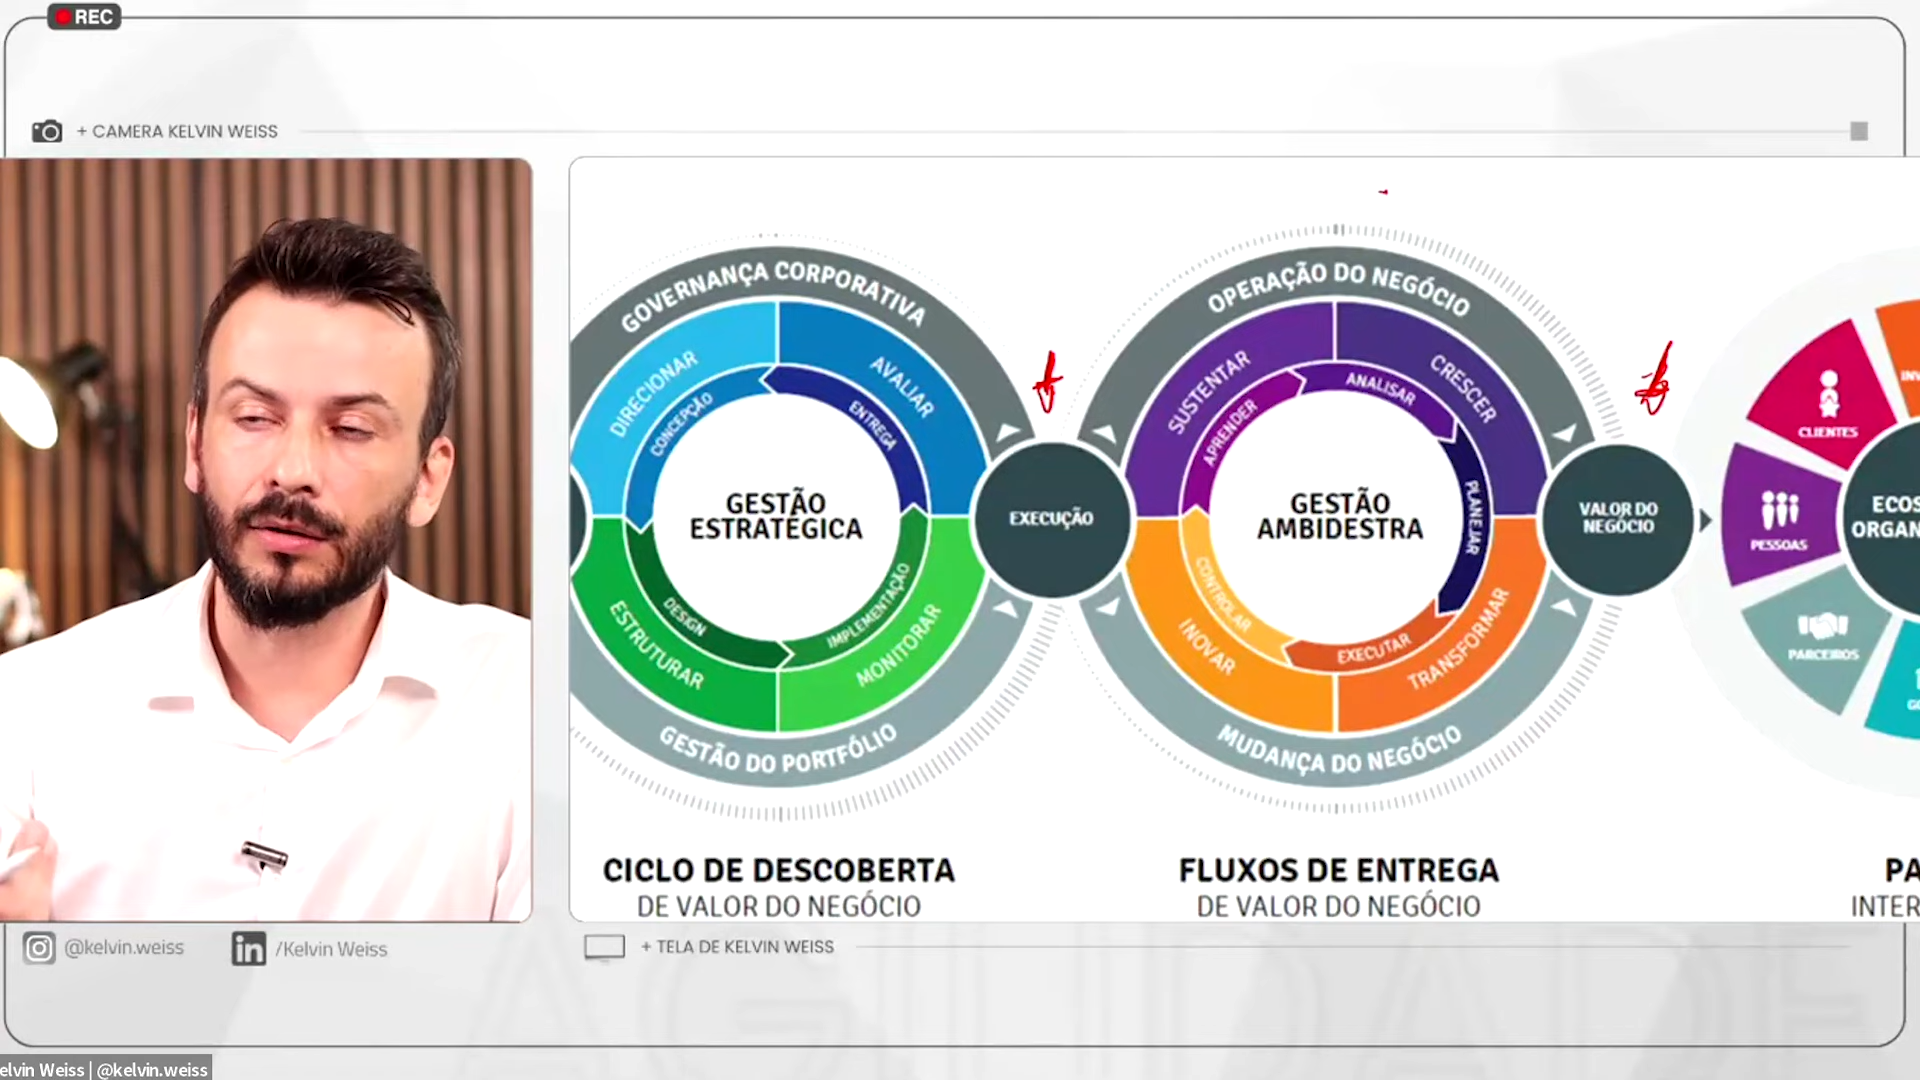 REC
+ CAMERA KELVIN WEISS
GOVERNANÇA CORPORATIVA
DIRECIONAR
AVALIAR
CONCEPÇÃO
ENTREGA
GESTÃO
ESTRATÉGICA
DESIGN
IMPLEMENTAÇÃO
ESTRUTURAR
MONITORAR
GESTÃO DO PORTFÓLIO
EXECUÇÃO
OPERAÇÃO DO NEGÓCIO
SUSTENTAR
CRESCER
APRENDER
ANALISAR
PLANEJAR
GESTÃO
AMBIDESTRA
CONTROLAR
EXECUTAR
INOVAR
TRANSFORMAR
MUDANÇA DO NEGÓCIO
VALOR DO
NEGÓCIO
CLIENTES
PESSOAS
PARCEIROS
ECOS
ORGAN
CICLO DE DESCOBERTA
DE VALOR DO NEGÓCIO
FLUXOS DE ENTREGA
DE VALOR DO NEGÓCIO
PA
INTER
@kelvin.weiss
in /Kelvin Weiss
+ TELA DE KELVIN WEISS
elvin Weiss | @kelvin.weiss